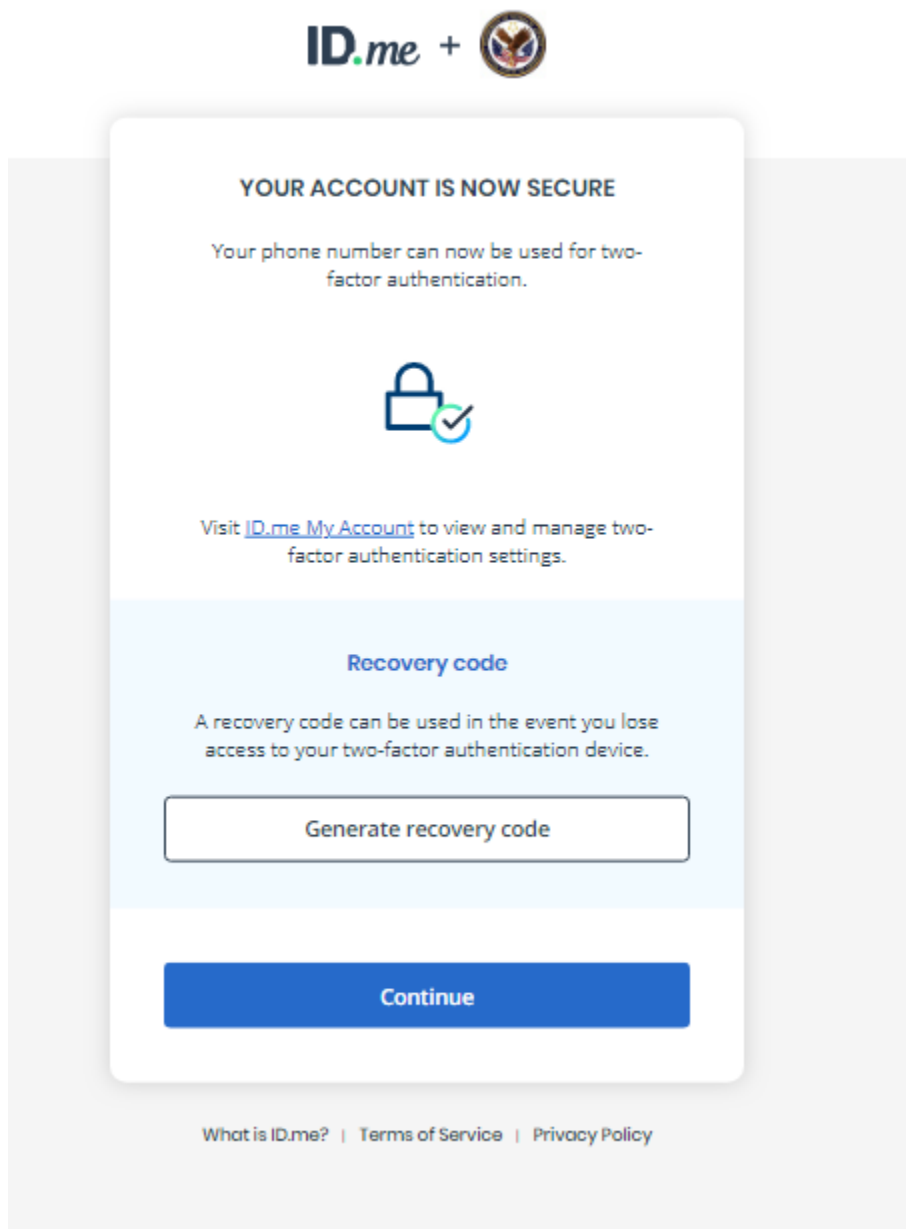 ID.me +
YOUR ACCOUNT IS NOW SECURE
Your phone number can now be used for two-
factor authentication.
Visit ID.me My Account to view and manage two-
factor authentication settings.
Recovery code
A recovery code can be used in the event you lose
access to your two-factor authentication device.
Generate recovery code
Continue
What is ID.me? | Terms of Service | Privacy Policy